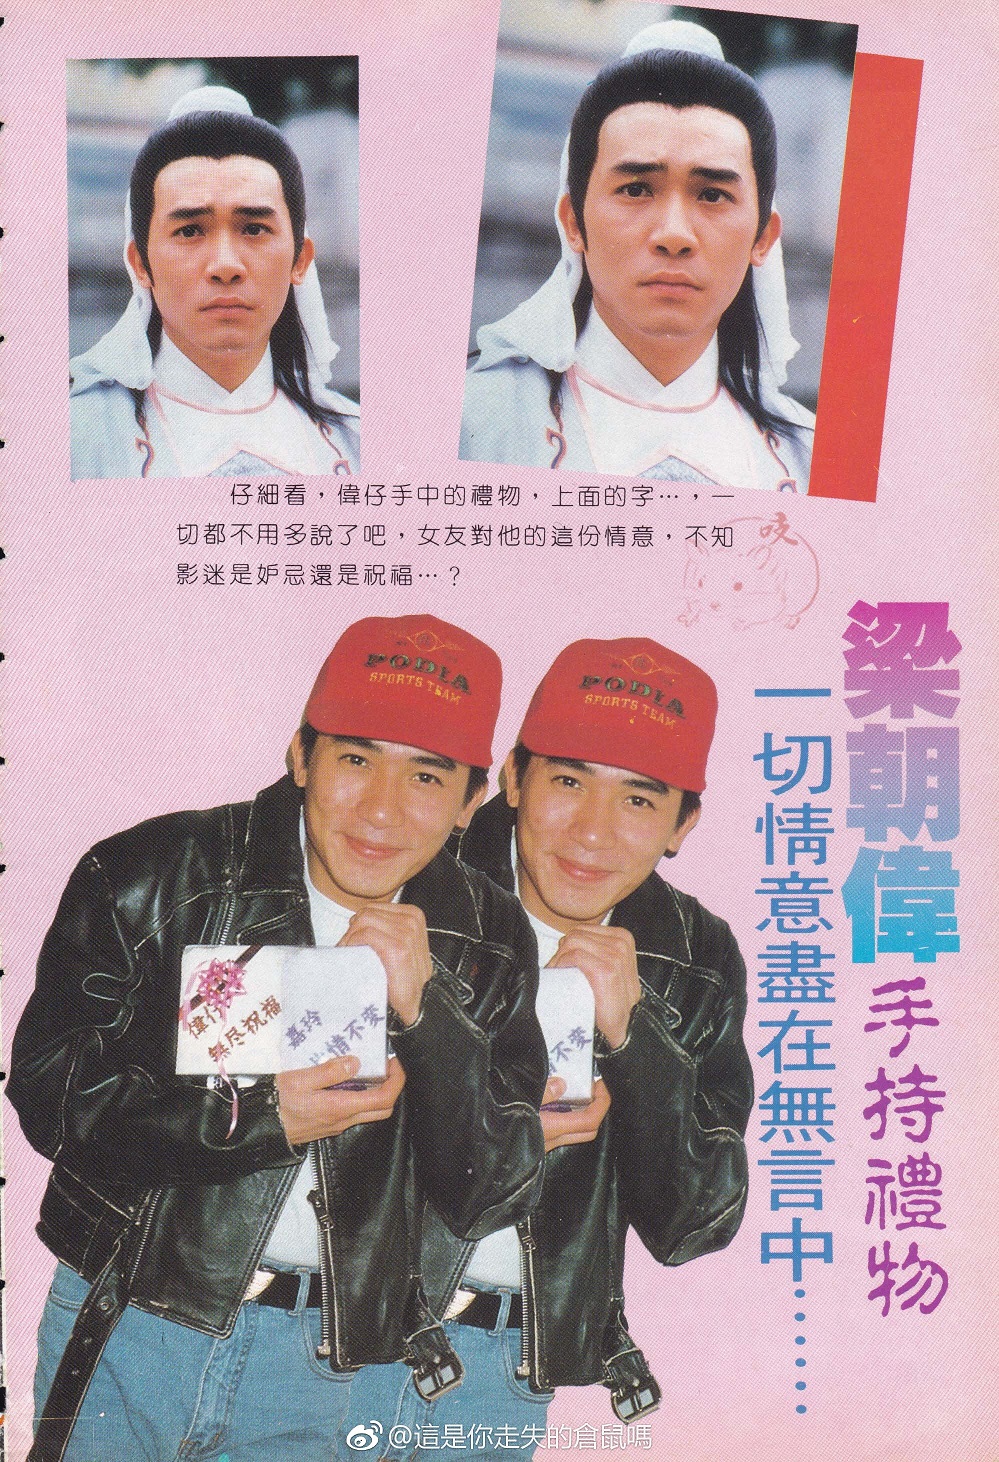 仔細看，偉仔手中的禮物，上面的字…，一
切都不用多說了吧，女友對他的這份情意，不知
影迷是妒忌還是祝福…？
吱
梁朝偉手持禮物
一切情意盡在無言中………
PODIA
SPORTS TEAM
PODIA
SPORTS TEAM
偉仔
無尽祝福
嘉玲
情不变
情不变
@這是你走失的倉鼠嗎